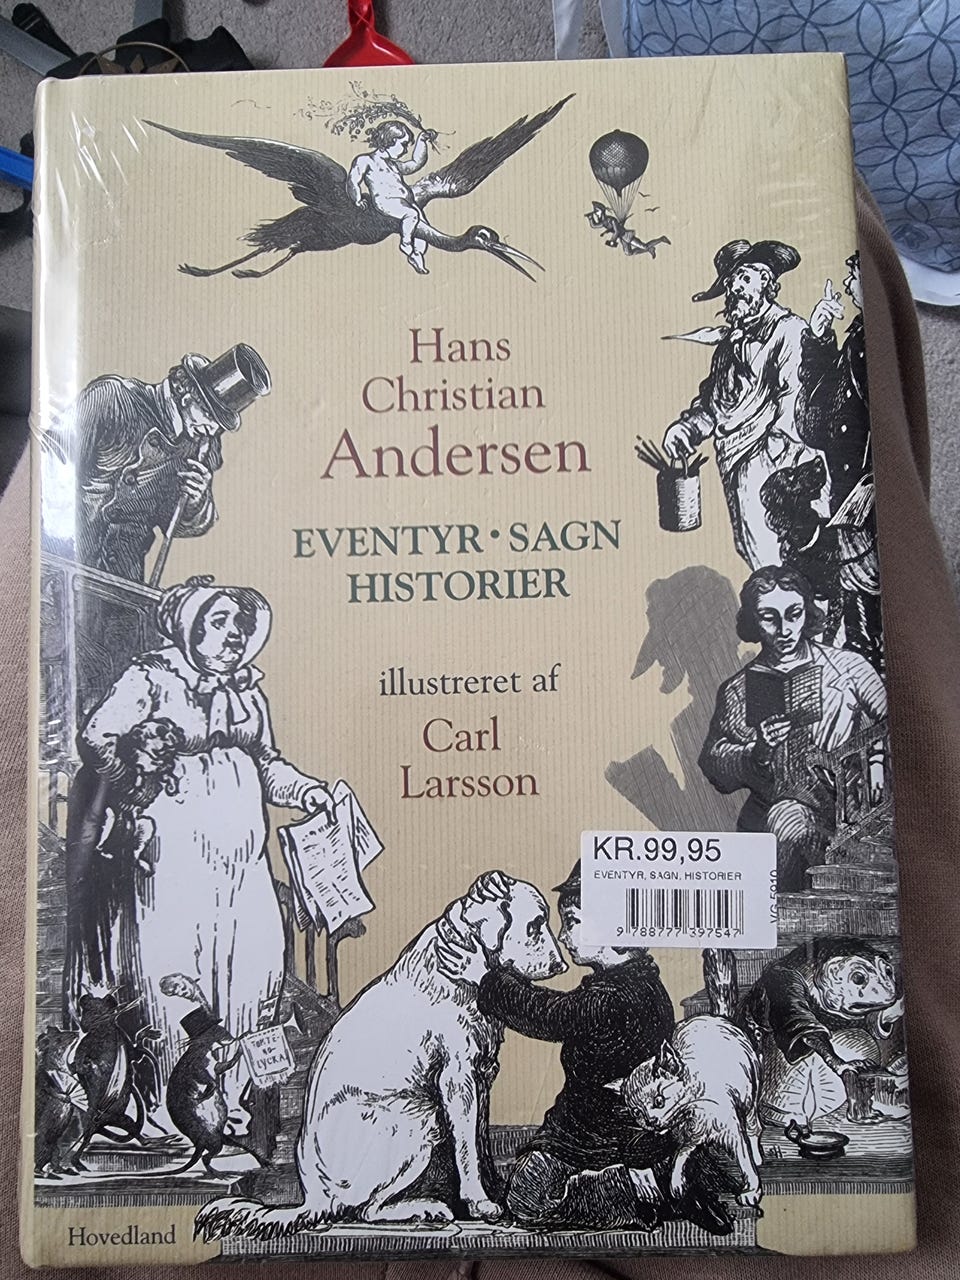 Hans
Christian
Andersen
EVENTYR • SAGN
HISTORIER
illustreret af
Carl
Larsson
KR.99,95
EVENTYR, SAGN, HISTORIER
9 788777 397547
LYCKA
Hovedland